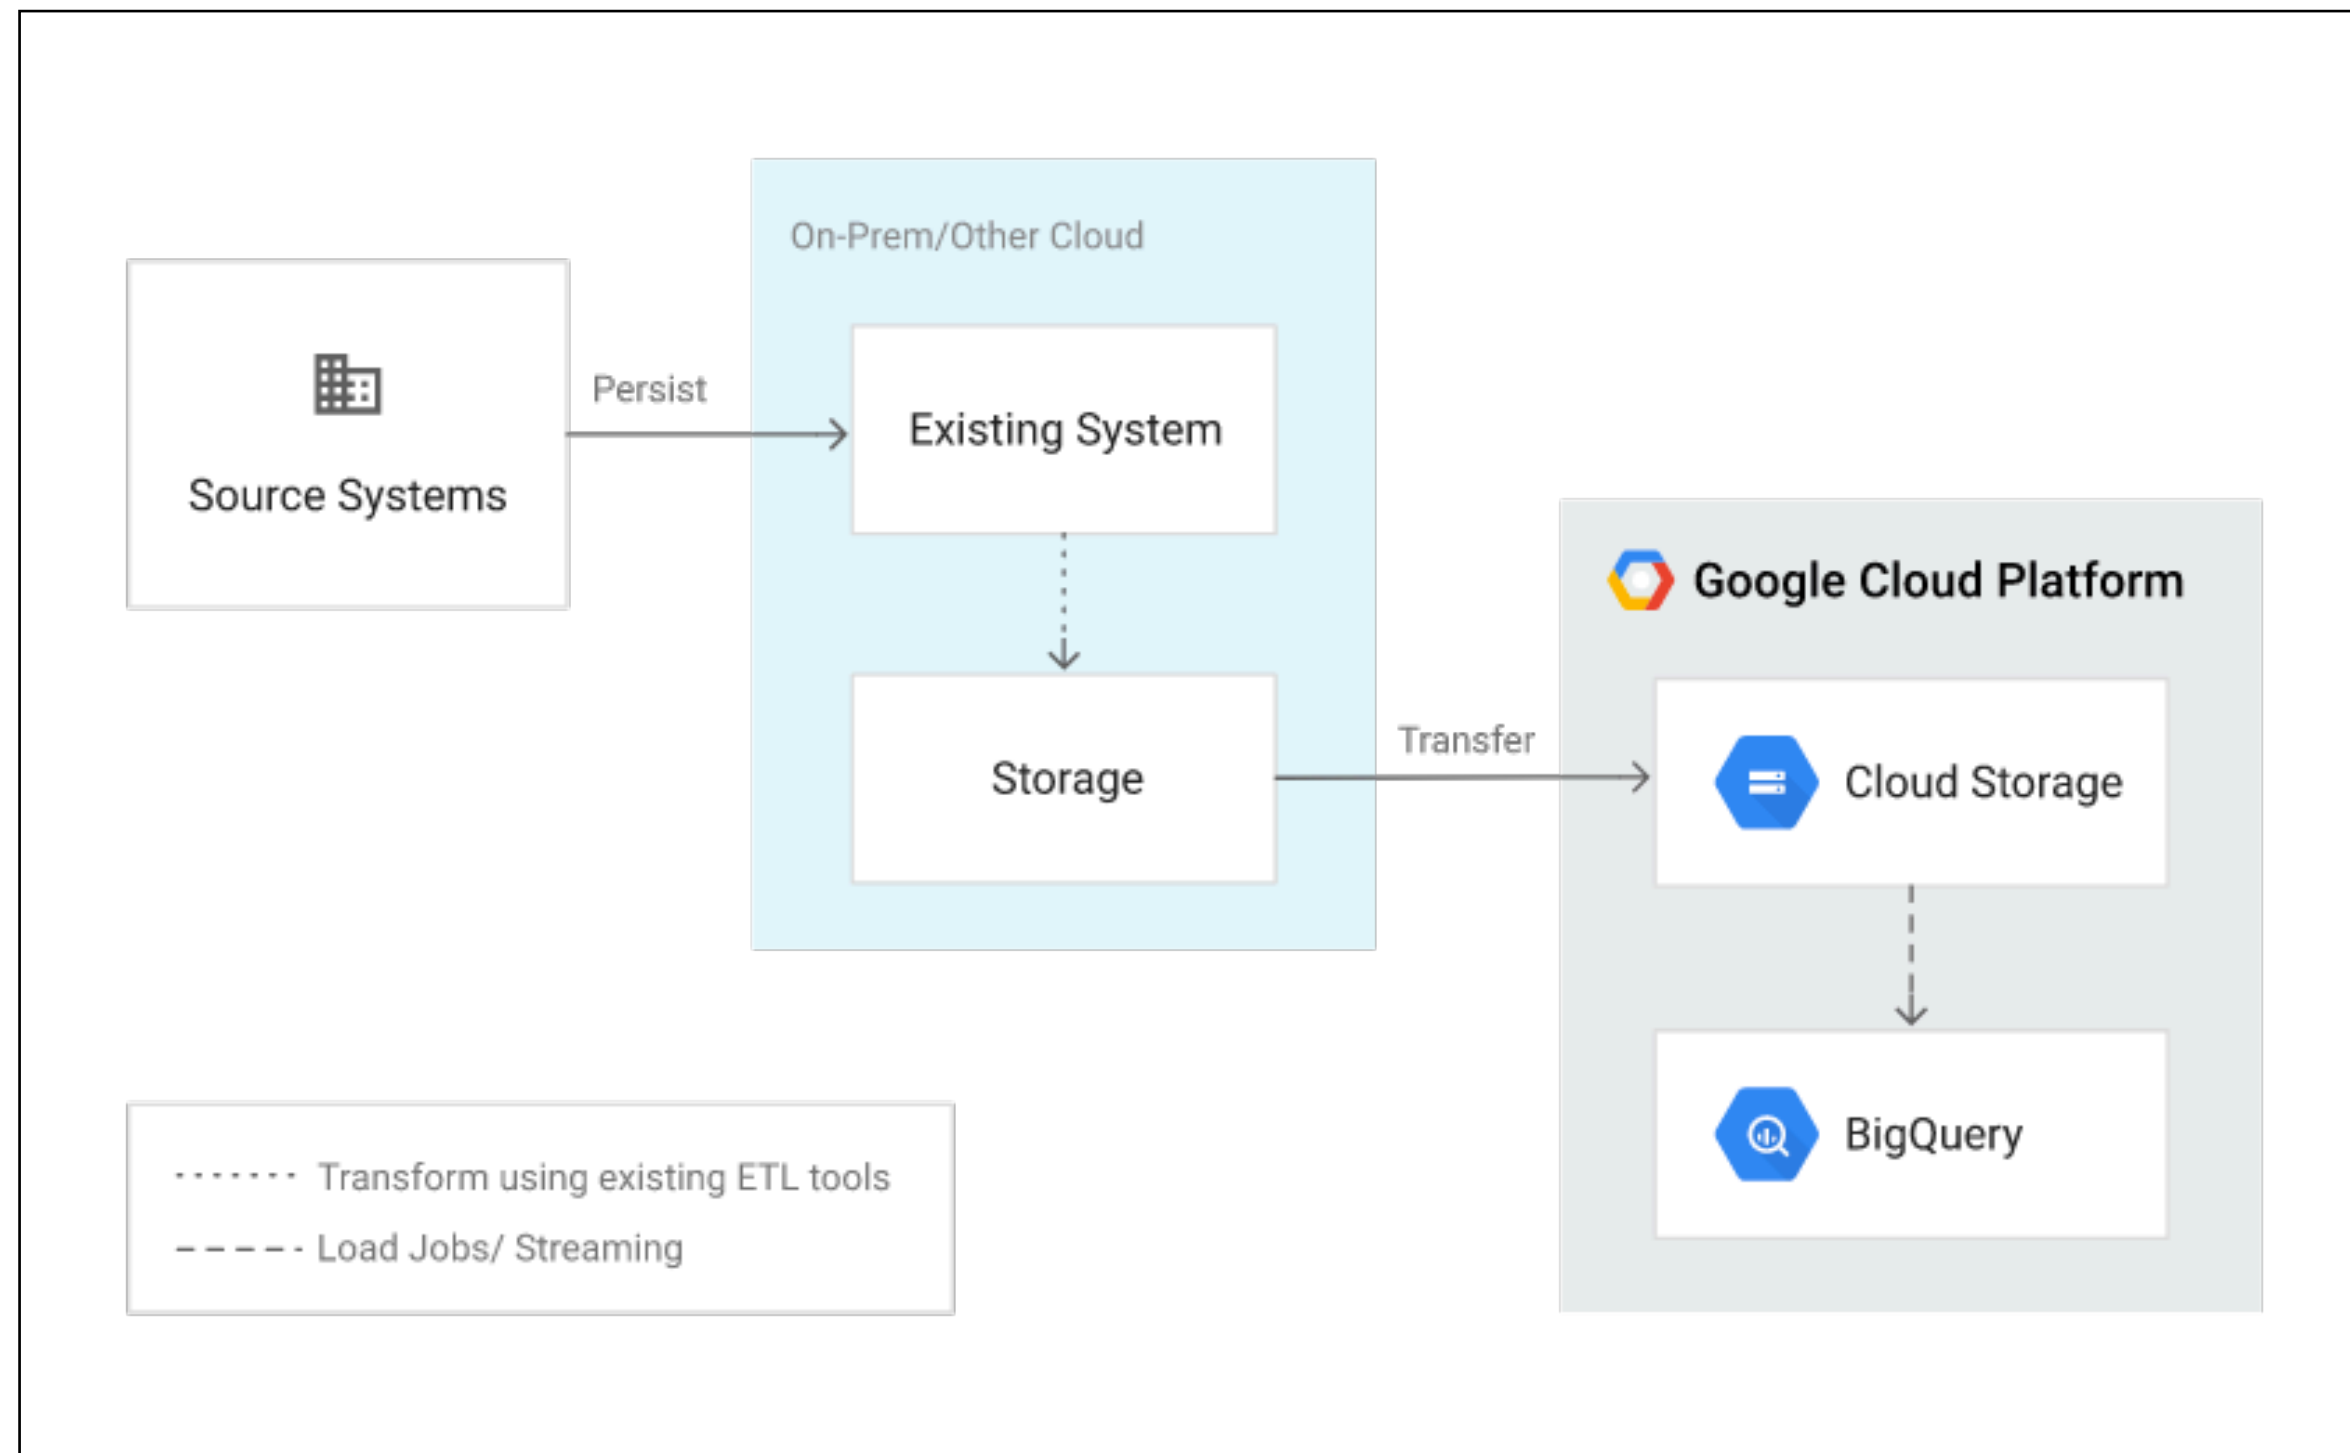 On-Prem/Other Cloud
Source Systems
Persist
Existing System
Storage
Transfer
Google Cloud Platform
Cloud Storage
BigQuery
Transform using existing ETL tools
Load Jobs/ Streaming